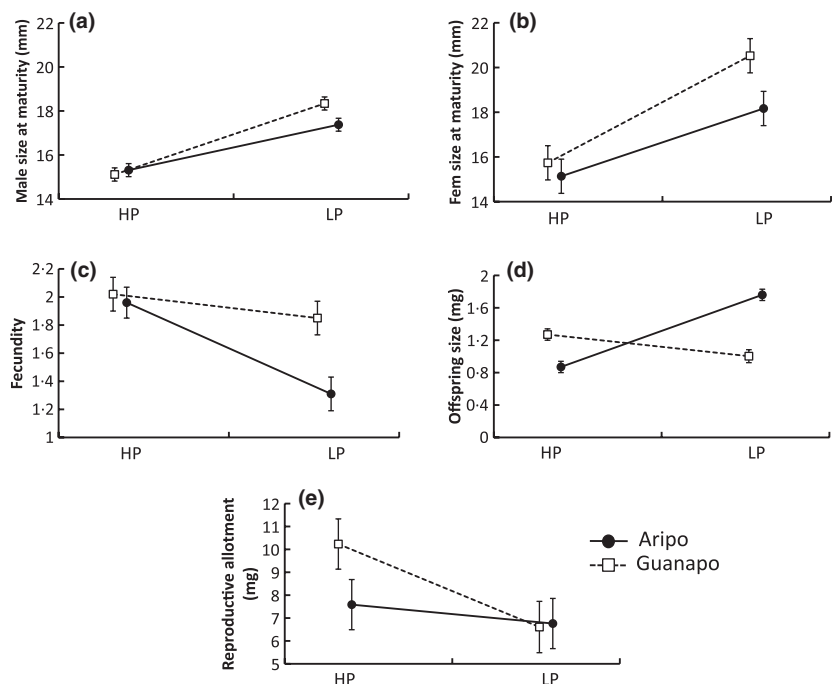 (a)
Male size at maturity (mm)
22
20
18
16
14
HP
LP
(b)
Fem size at maturity (mm)
22
20
18
16
14
HP
LP
(c)
Fecundity
2·2
2
1·8
1·6
1·4
1·2
1
HP
LP
(d)
Offspring size (mg)
2
1·6
1·2
0·8
0·4
0
HP
LP
(e)
Reproductive allotment
(mg)
12
11
10
9
8
7
6
5
HP
LP
Aripo
Guanapo